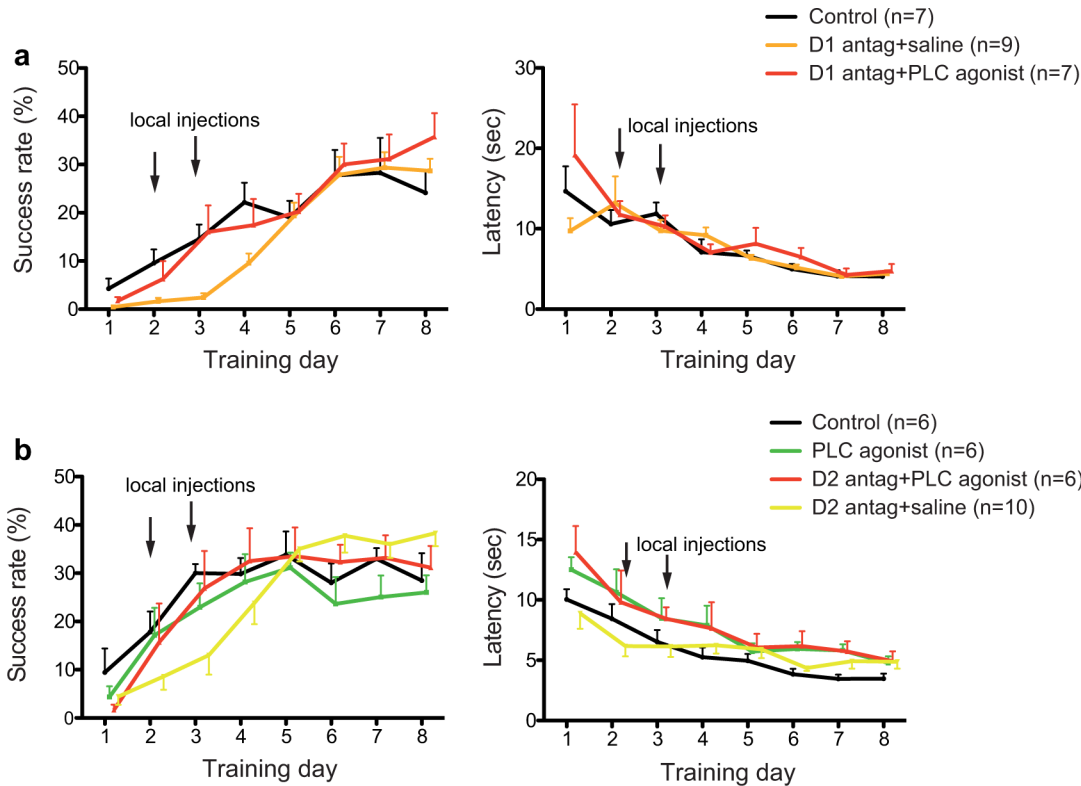 Control (n=7)
D1 antag+saline (n=9)
D1 antag+PLC agonist (n=7)
a
Success rate (%)
50
40
30
20
10
0
local injections
1 2 3 4 5 6 7 8
Training day
Latency (sec)
30
20
10
0
local injections
1 2 3 4 5 6 7 8
Training day
Control (n=6)
PLC agonist (n=6)
D2 antag+PLC agonist (n=6)
D2 antag+saline (n=10)
b
Success rate (%)
50
40
30
20
10
0
local injections
1 2 3 4 5 6 7 8
Training day
Latency (sec)
20
15
10
5
0
local injections
1 2 3 4 5 6 7 8
Training day